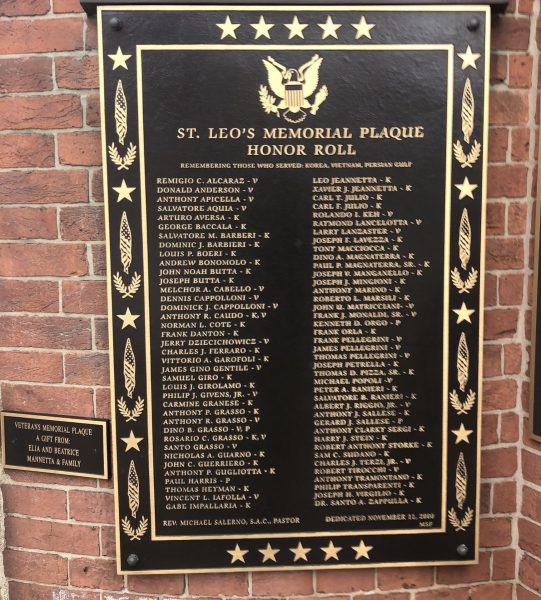 ST. LEO'S MEMORIAL PLAQUE
HONOR ROLL
REMEMBERING THOSE WHO SERVED: KOREA, VIETNAM, PERSIAN GULF
REMIGIO C. ALCARAZ - V
DONALD ANDERSON - V
ANTHONY APICELLA - V
SALVATORE AQUIA - V
ARTURO AVERSA - K
GEORGE BACCALA - K
SALVATORE M. BARBERI - K
DOMINIC J. BARBIERI - K
LOUIS P. BOERI - K
ANDREW BONOMOLO - K
JOHN NOAH BUTTA - K
JOSEPH BUTTA - K
MELCHOR A. CABELLO - V
DENNIS CAPPOLLONI - V
DOMINICK J. CAPPOLLONI - V
ANTHONY R. CAUDO - K.V
NORMAN L. COTE - K
FRANK DANTON - K
JERRY DZIECICHOWICZ - V
CHARLES J. FERRARO - K
VITTORIO A. GAROFOLI - K
JAMES GINO GENTILE - V
SAMUEL GIRO - K
LOUIS J. GIROLAMO - K
PHILIP J. GIVENS, JR. - V
CARMINE GRANESE - K
ANTHONY P. GRASSO - K
ANTHONY R. GRASSO - V
DINO B. GRASSO - V, P
ROSARIO C. GRASSO - K, V
SANTO GRASSO - V
NICHOLAS A. GUARNO - K
JOHN C. GUERRIERO - K
ANTHONY P. GUGLIOTTA - K
PAUL HARRIS - P
THOMAS HEYMAN - K
VINCENT L. IAFOLLA - V
GABE IMPALLARIA - K
LEO JEANNETTA - K
XAVIER J. JEANNETTA - K
CARL T. JULIO - K
CARL F. JULIO - K
ROLANDO E. KEH - V
RAYMOND LANCELOTTA - V
LARRY LANZASTER - V
JOSEPH F. LAVEZZA - K
TONY MACCIOCCA - K
DINO A. MAGNATERRA - K
PAUL P. MAGNATERRA, SR. - K
JOSEPH V. MANGANELLO - K
JOSEPH J. MINGIONI - K
ANTHONY MARINO - K
ROBERTO L. MARSILI - K
JOHN U. MATRICCIANI - V
FRANK J. MONALDI, SR. - V
KENNETH D. ORGO - P
FRANK ORLA - K
FRANK PELLEGRINI - V
JAMES PELLEGRINI - V
THOMAS PELLEGRINI - V
JOSEPH PETRELLA - K
THOMAS D. PIZZA, SR. - K
MICHAEL POPOLI - V
PETER A. RANIERI - K
SALVATORE B. RANIERI - K
ALBERT J. RIGGIO, JR. - V
ANTHONY J. SALLESE - K
GERARD J. SALLESE - P
ANTHONY CLARRY SERGI - K
HARRY J. STEIN - K
ROBERT ANTHONY STORKE - K
SAM C. SUDANO - K
CHARLES J. TERZI, JR. - V
ROBERT TIROCCHI - V
ANTHONY TRAMONTANO - K
PHILIP TRANSPARENTI - K
JOSEPH H. VIRGILIO - K
DR. SANTO A. ZAPPULLA - K
REV. MICHAEL SALERNO, S.A.C., PASTOR
DEDICATED NOVEMBER 12, 2000
MSP
VETERANS MEMORIAL PLAQUE
A GIFT FROM:
ELIA AND BEATRICE
MANNETTA & FAMILY